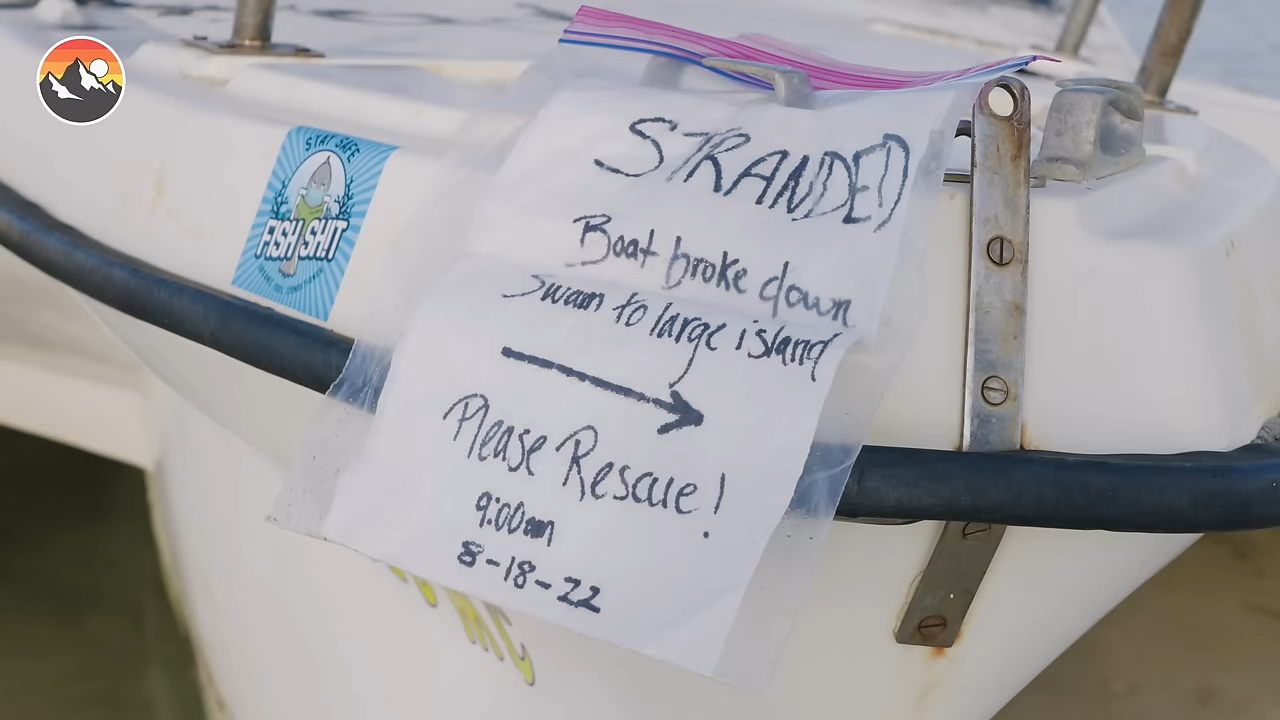 STAY SAFE
FISH SH!T
STRANDED
Boat broke down
Swam to large island
Please Rescue!
9:00am
8-18-22